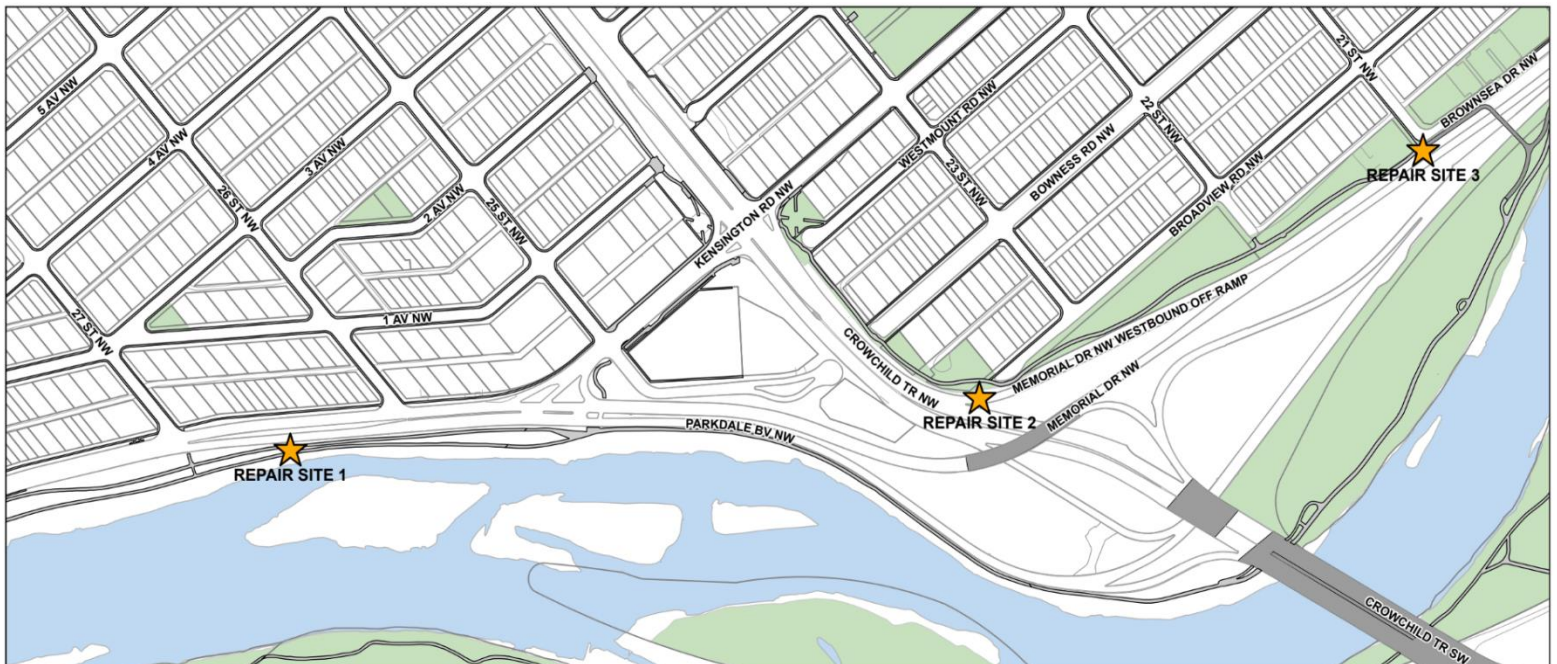 5 AV NW
4 AV NW
3 AV NW
2 AV NW
26 ST NW
25 ST NW
27 ST NW
1 AV NW
KENSINGTON RD NW
WESTMOUNT RD NW
23 ST NW
BOWNESS RD NW
22 ST NW
BROADVIEW RD NW
21 ST NW
BROWNSEA DR NW
REPAIR SITE 3
MEMORIAL DR NW WESTBOUND OFF RAMP
CROWCHILD TR NW
MEMORIAL DR NW
REPAIR SITE 2
PARKDALE BV NW
REPAIR SITE 1
CROWCHILD TR SW